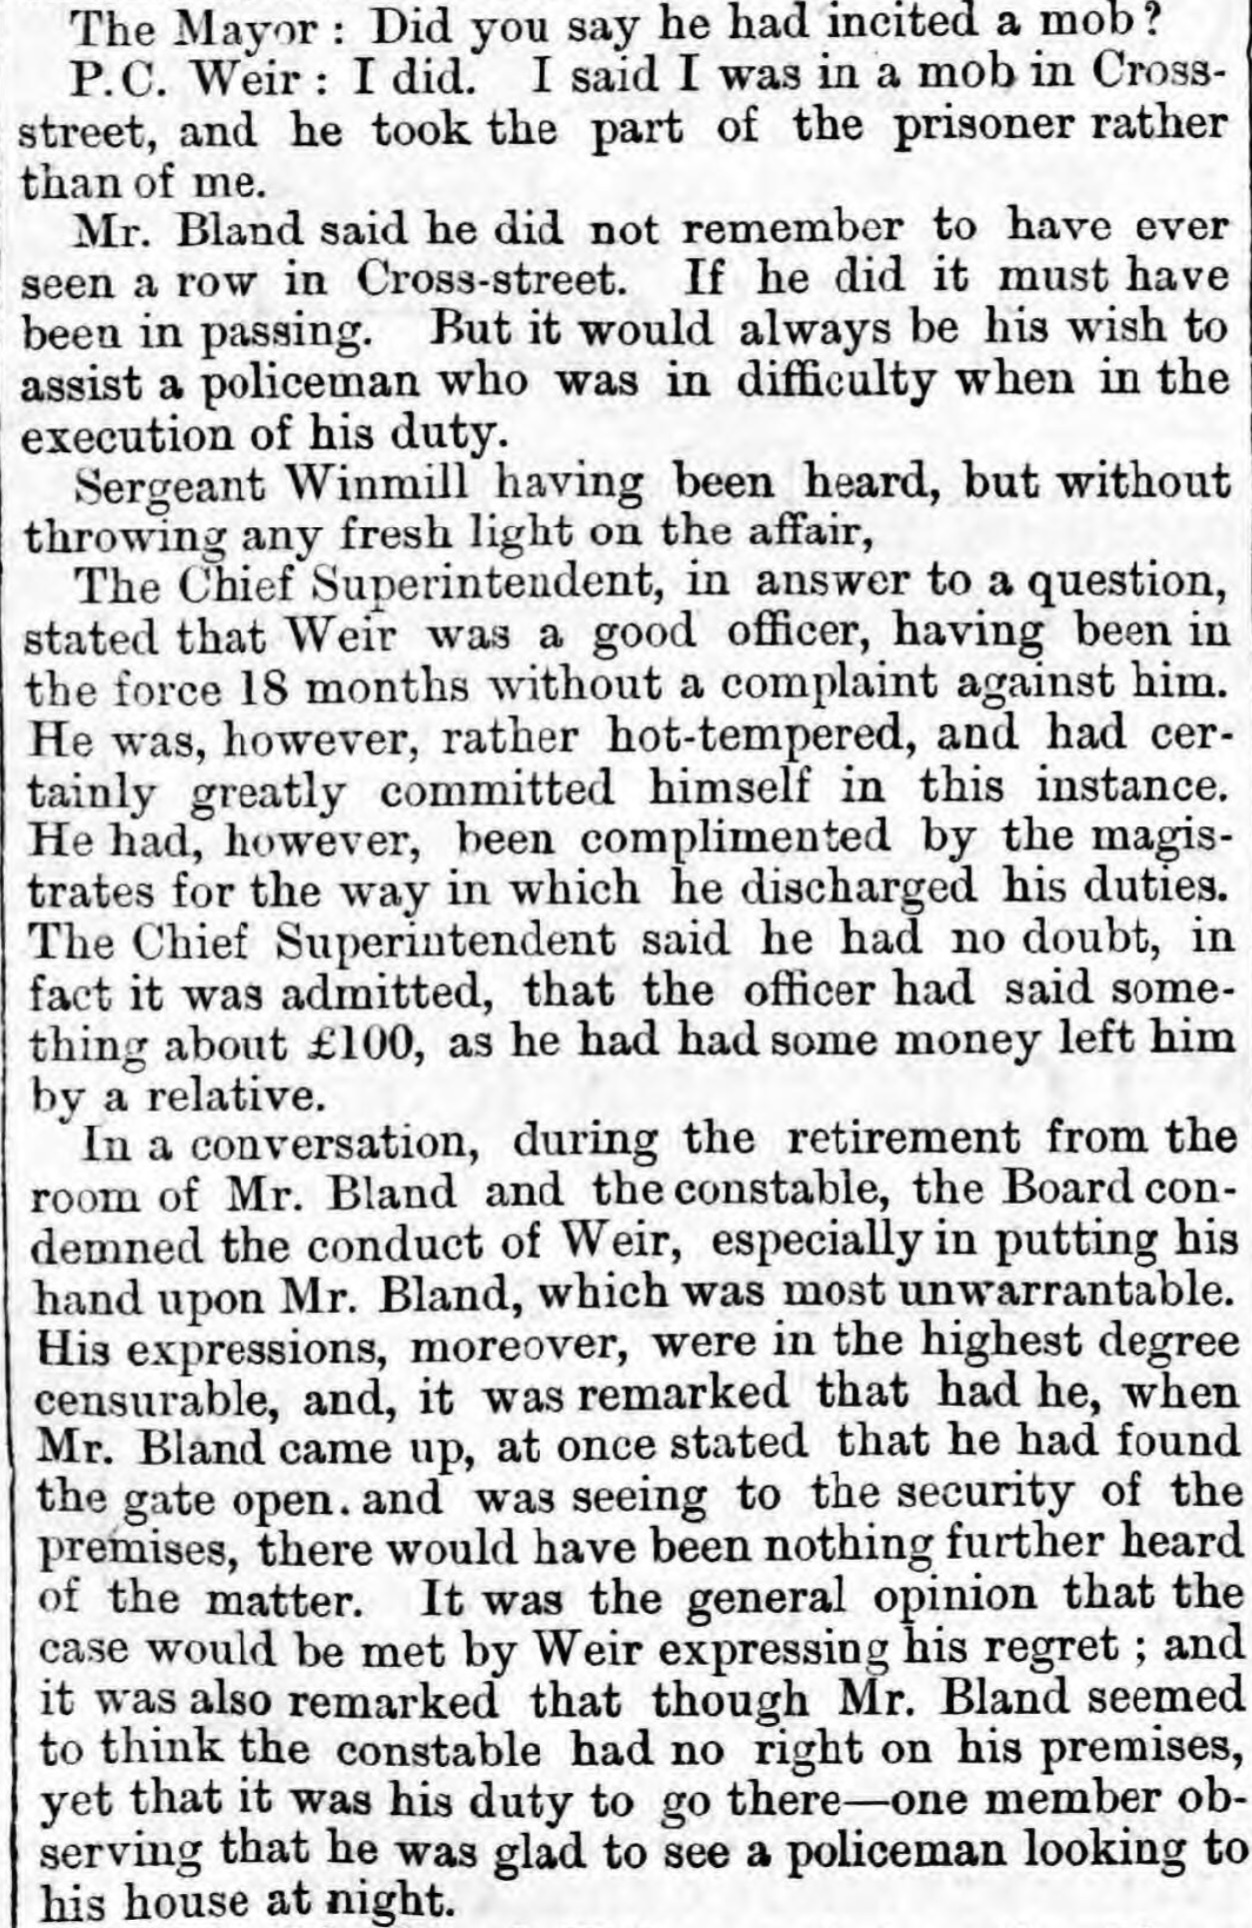 The Mayor : Did you say he had incited a mob ?
P.C. Weir : I did. I said I was in a mob in Cross-
street, and he took the part of the prisoner rather
than of me.
Mr. Bland said he did not remember to have ever
seen a row in Cross-street. If he did it must have
been in passing. But it would always be his wish to
assist a policeman who was in difficulty when in the
execution of his duty.
Sergeant Winmill having been heard, but without
throwing any fresh light on the affair,
The Chief Superintendent, in answer to a question,
stated that Weir was a good officer, having been in
the force 18 months without a complaint against him.
He was, however, rather hot-tempered, and had cer-
tainly greatly committed himself in this instance.
He had, however, been complimented by the magis-
trates for the way in which he discharged his duties.
The Chief Superintendent said he had no doubt, in
fact it was admitted, that the officer had said some-
thing about £100, as he had had some money left him
by a relative.
In a conversation, during the retirement from the
room of Mr. Bland and the constable, the Board con-
demned the conduct of Weir, especially in putting his
hand upon Mr. Bland, which was most unwarrantable.
His expressions, moreover, were in the highest degree
censurable, and, it was remarked that had he, when
Mr. Bland came up, at once stated that he had found
the gate open. and was seeing to the security of the
premises, there would have been nothing further heard
of the matter. It was the general opinion that the
case would be met by Weir expressing his regret ; and
it was also remarked that though Mr. Bland seemed
to think the constable had no right on his premises,
yet that it was his duty to go there—one member ob-
serving that he was glad to see a policeman looking to
his house at night.